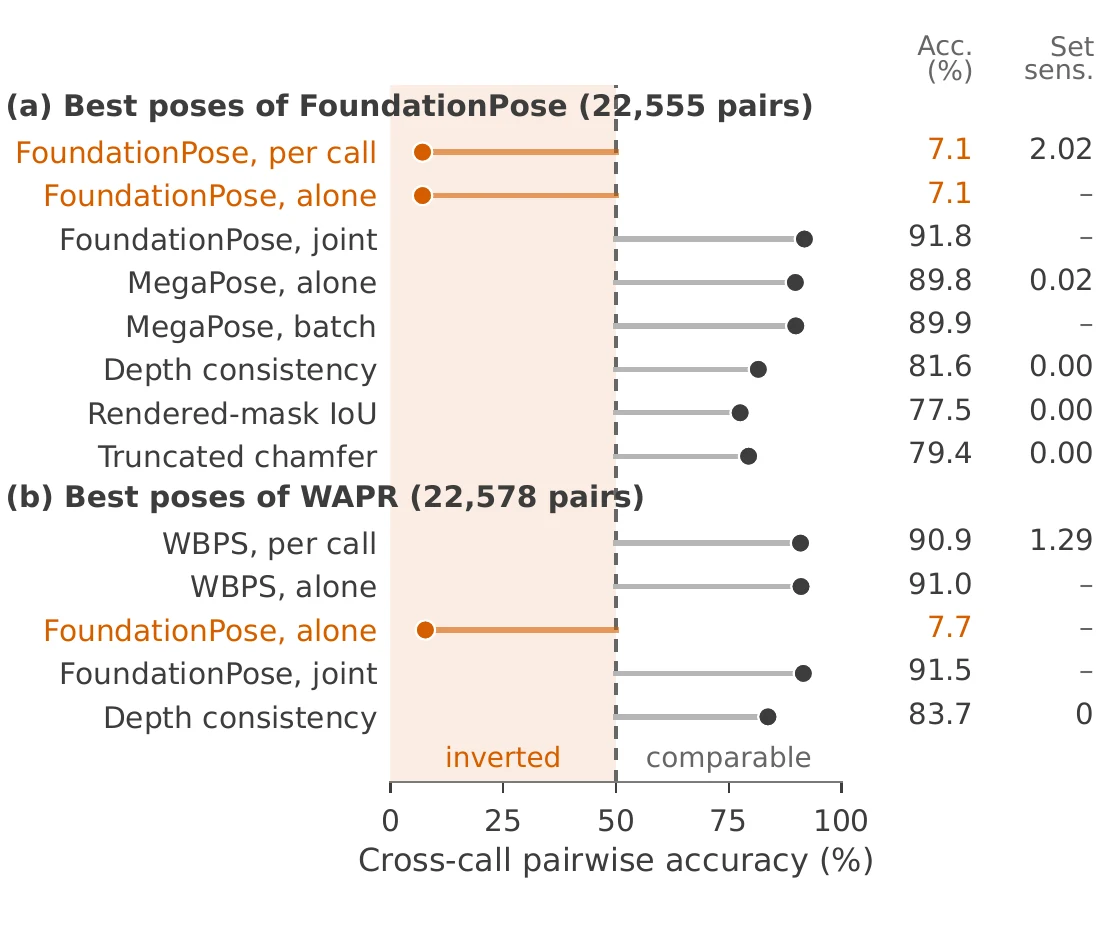 Acc. Set
(%) sens.
(a) Best poses of FoundationPose (22,555 pairs)
FoundationPose, per call 7.1 2.02
FoundationPose, alone 7.1 –
FoundationPose, joint 91.8 –
MegaPose, alone 89.8 0.02
MegaPose, batch 89.9 –
Depth consistency 81.6 0.00
Rendered-mask IoU 77.5 0.00
Truncated chamfer 79.4 0.00
(b) Best poses of WAPR (22,578 pairs)
WBPS, per call 90.9 1.29
WBPS, alone 91.0 –
FoundationPose, alone 7.7 –
FoundationPose, joint 91.5 –
Depth consistency 83.7 0
inverted comparable
0 25 50 75 100
Cross-call pairwise accuracy (%)